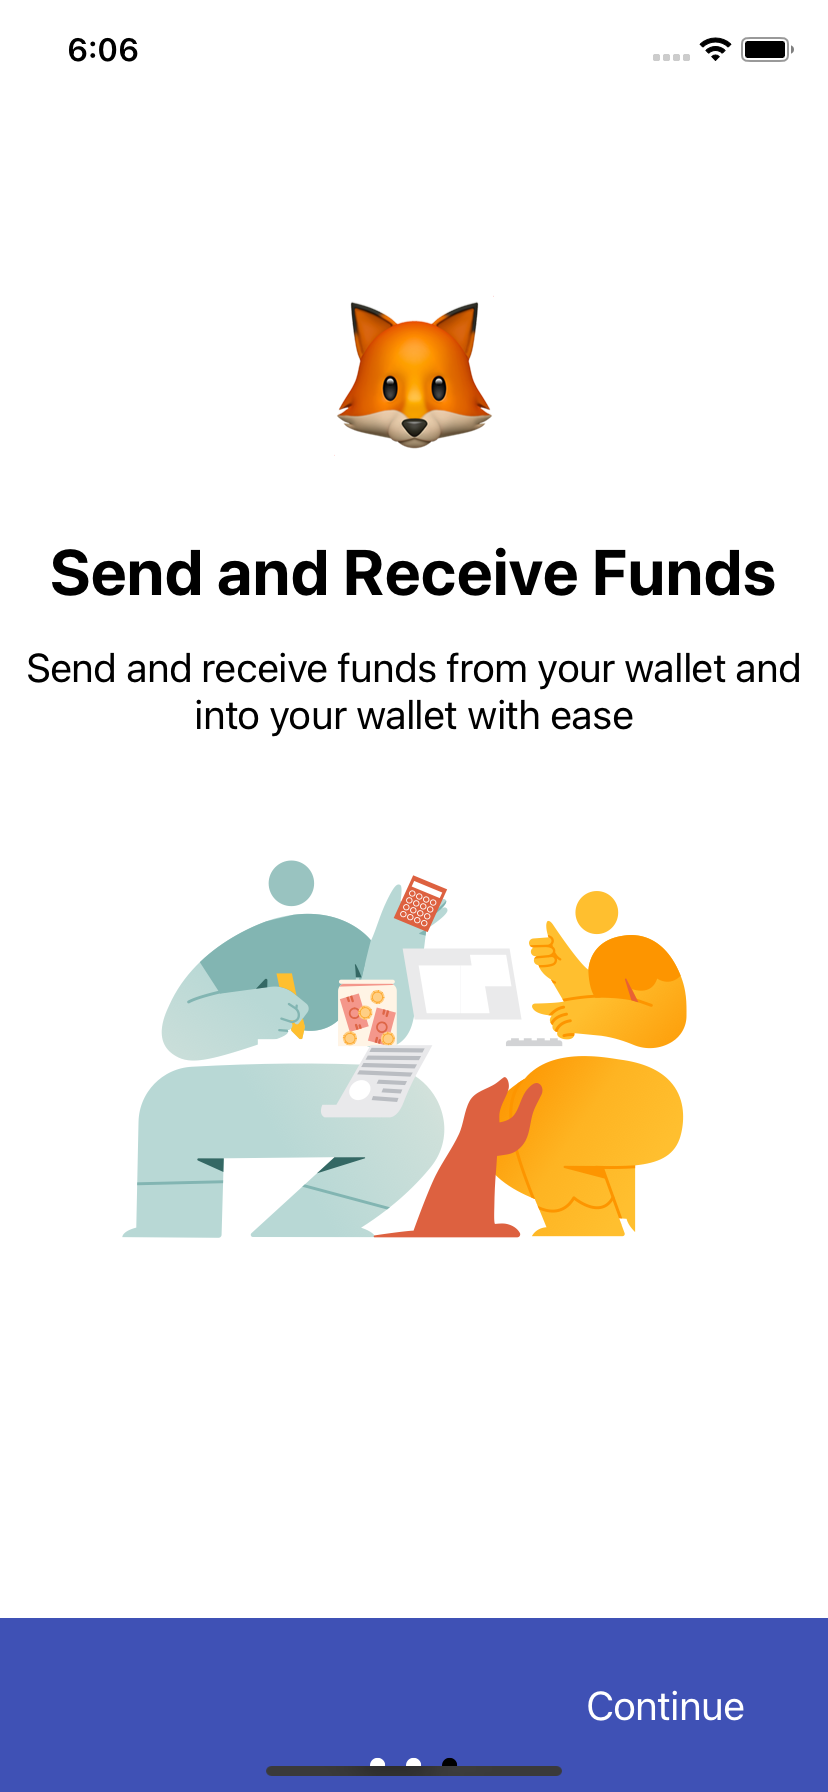 6:06
Send and Receive Funds
Send and receive funds from your wallet and
into your wallet with ease
Continue